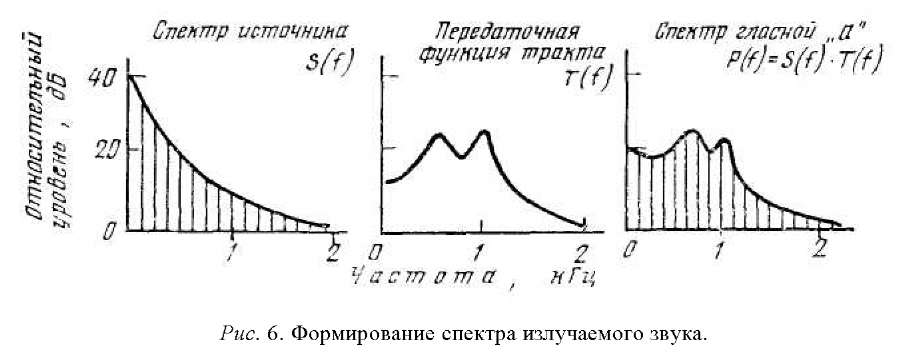 Спектр источника
S(f)
Передаточная
функция тракта
T(f)
Спектр гласной „а"
P(f)=S(f)·T(f)
Относительный
уровень, дБ
40
20
0
1
2
0
1
2
0
1
2
Частота, кГц
Рис. 6. Формирование спектра излучаемого звука.